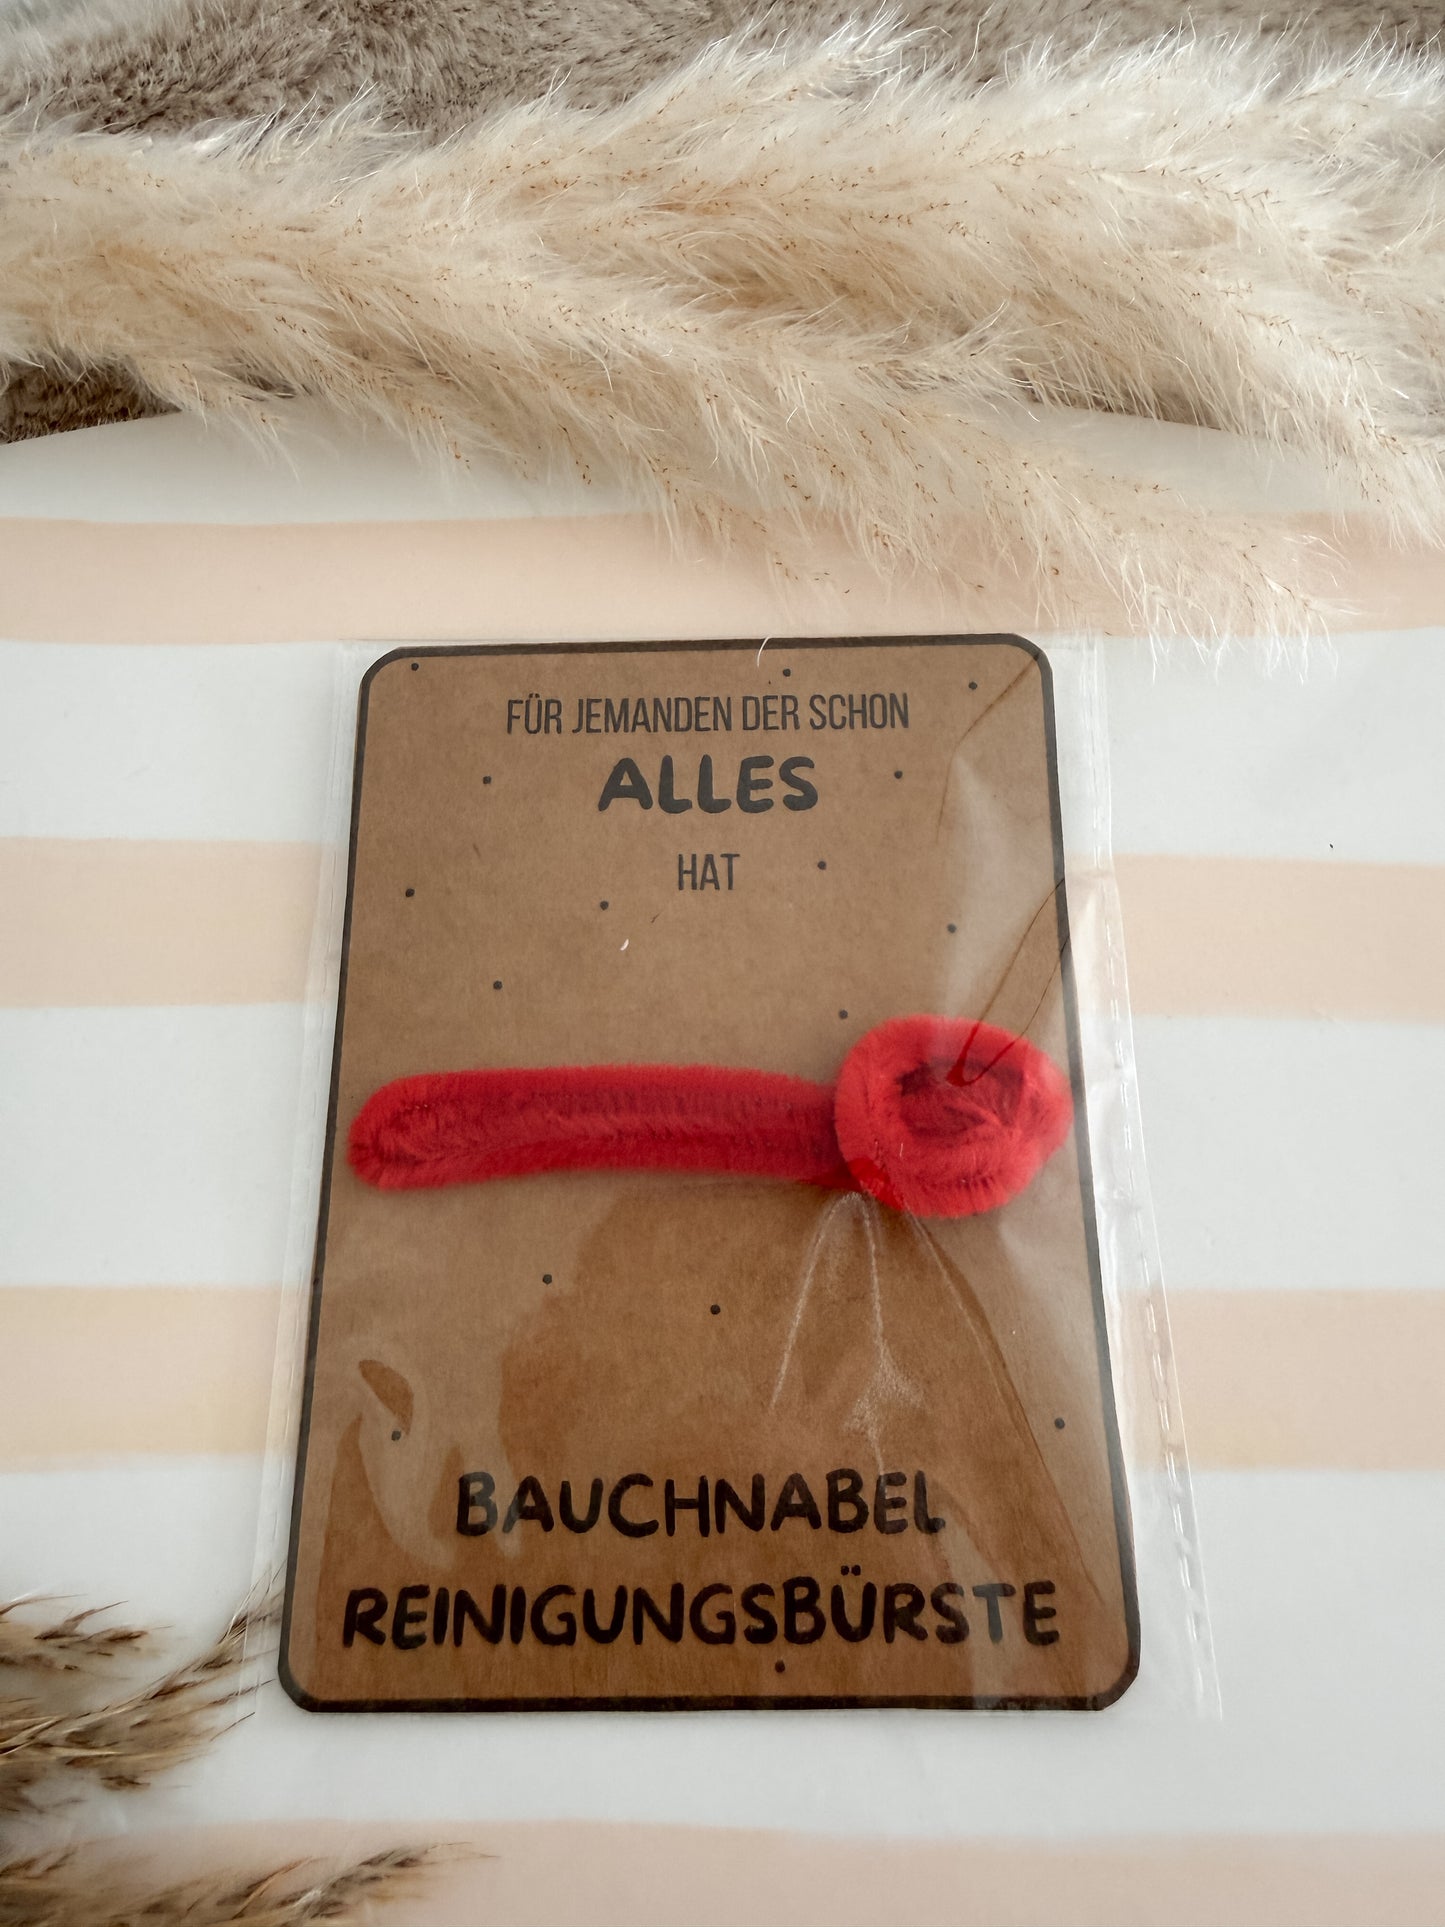 FÜR JEMANDEN DER SCHON
ALLES
HAT
BAUCHNABEL
REINIGUNGSBÜRSTE